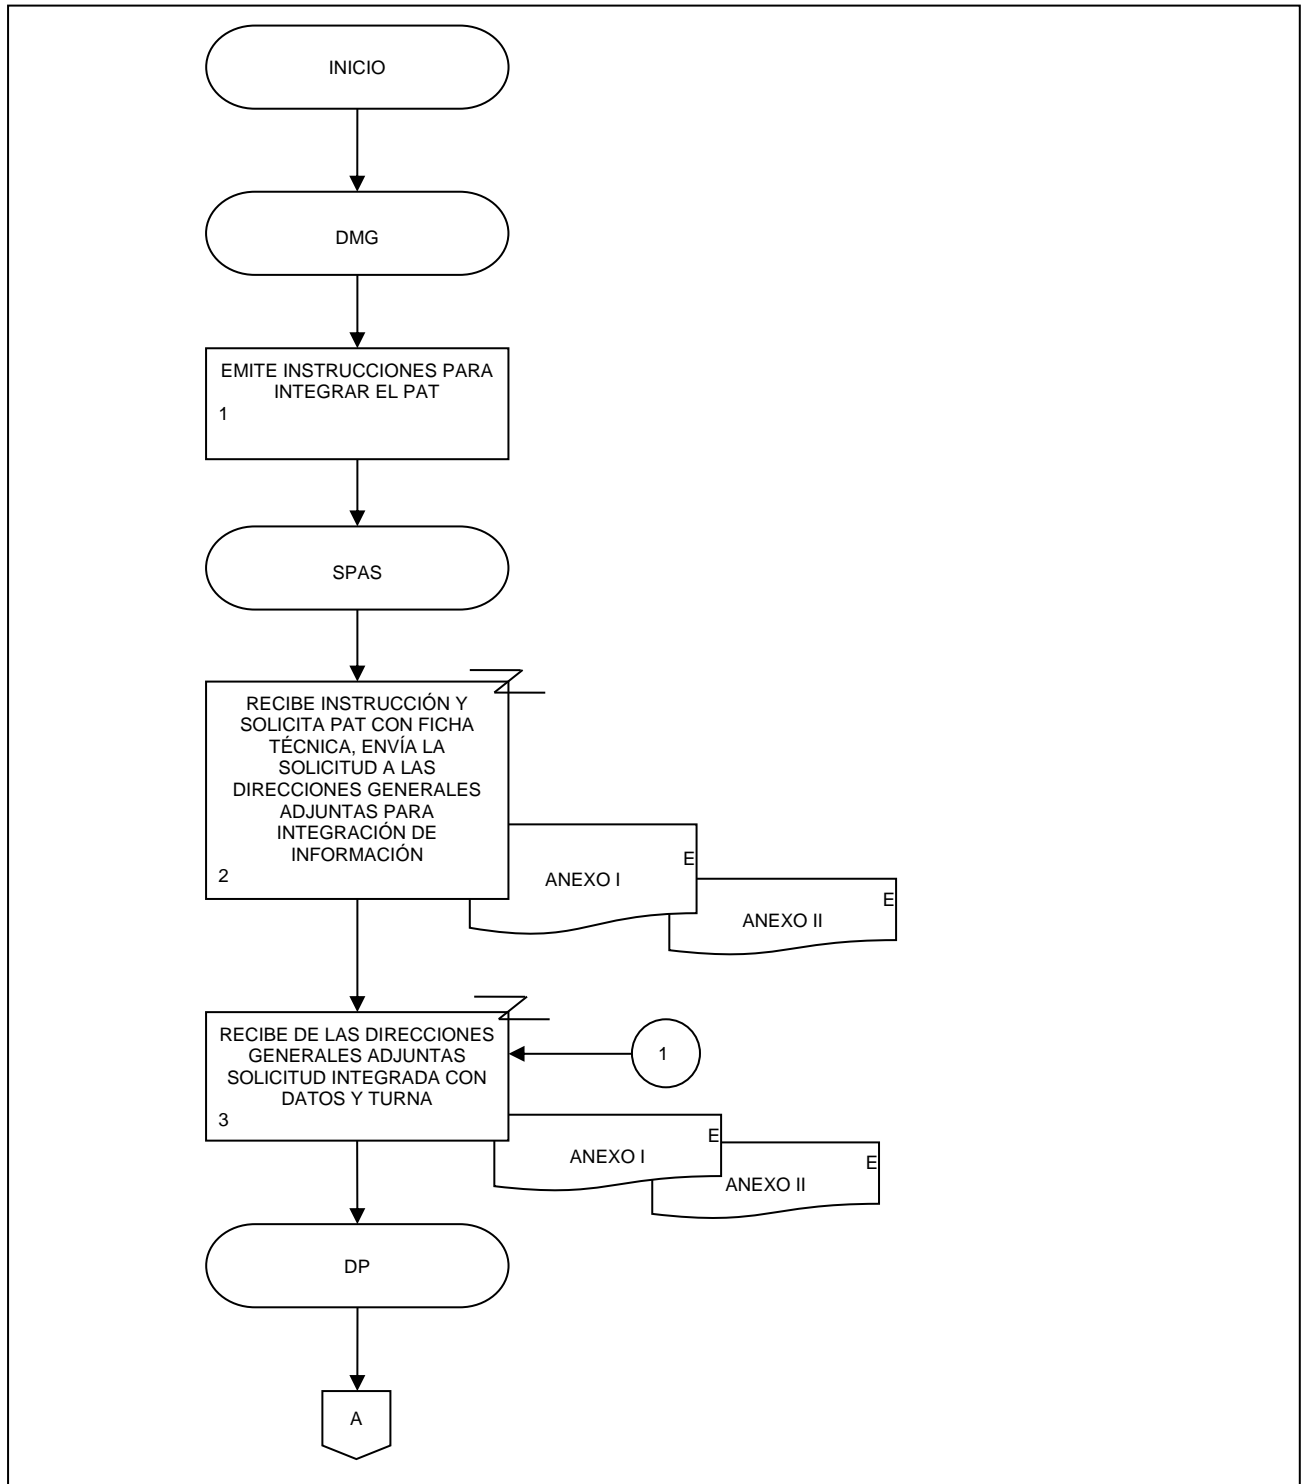 INICIO
DMG
EMITE INSTRUCCIONES PARA
INTEGRAR EL PAT
1
SPAS
RECIBE INSTRUCCIÓN Y
SOLICITA PAT CON FICHA
TÉCNICA, ENVÍA LA
SOLICITUD A LAS
DIRECCIONES GENERALES
ADJUNTAS PARA
INTEGRACIÓN DE
INFORMACIÓN
2
E
ANEXO I
E
ANEXO II
RECIBE DE LAS DIRECCIONES
GENERALES ADJUNTAS
SOLICITUD INTEGRADA CON
DATOS Y TURNA
3
1
E
ANEXO I
E
ANEXO II
DP
A